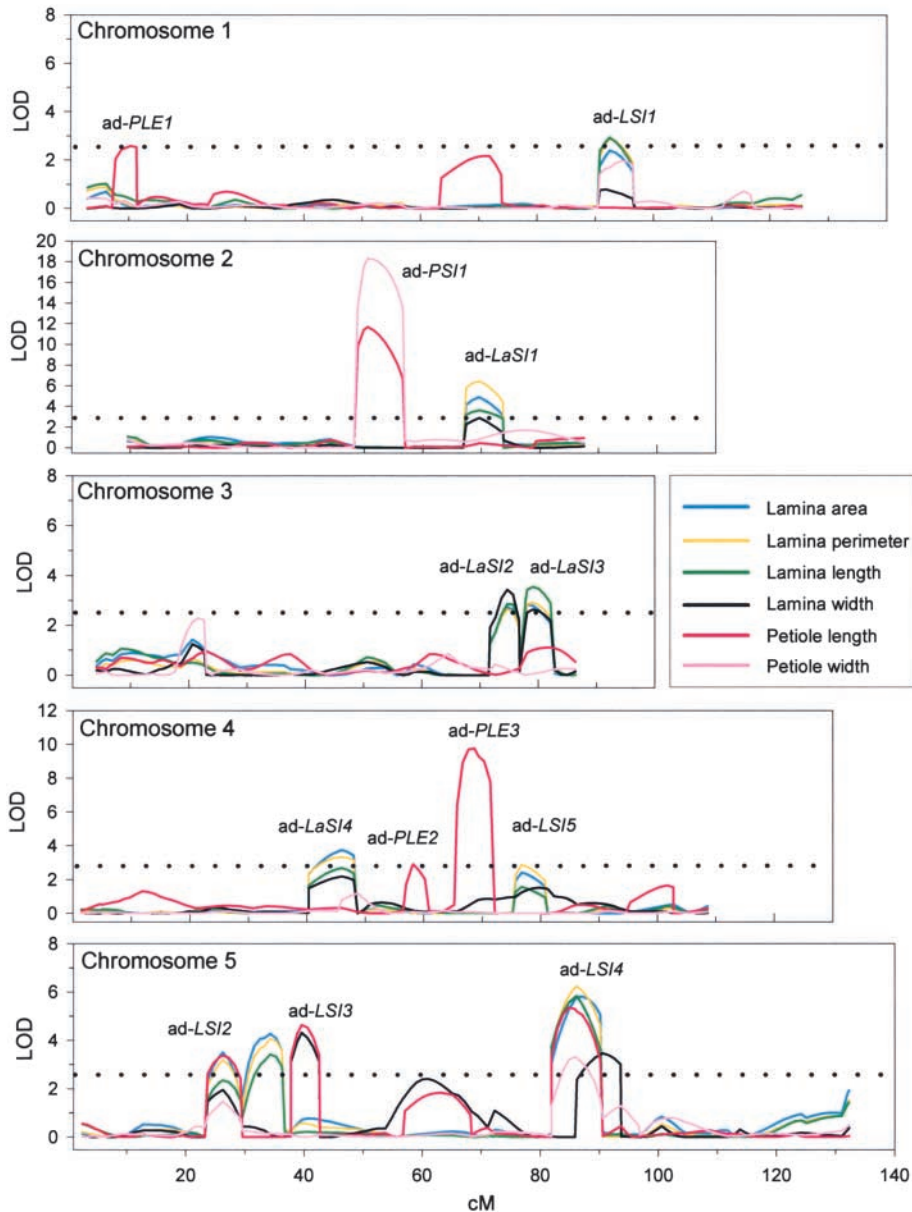 Chromosome 1
8
6
4
2
0
LOD
ad-PLE1
ad-LSI1
Chromosome 2
20
18
16
14
12
10
8
6
4
2
0
LOD
ad-PSI1
ad-LaSI1
Chromosome 3
8
6
4
2
0
LOD
ad-LaSI2
ad-LaSI3
Lamina area
Lamina perimeter
Lamina length
Lamina width
Petiole length
Petiole width
Chromosome 4
12
10
8
6
4
2
0
LOD
ad-PLE3
ad-LaSI4
ad-PLE2
ad-LSI5
Chromosome 5
8
6
4
2
0
LOD
ad-LSI2
ad-LSI3
ad-LSI4
20 40 60 80 100 120 140
cM